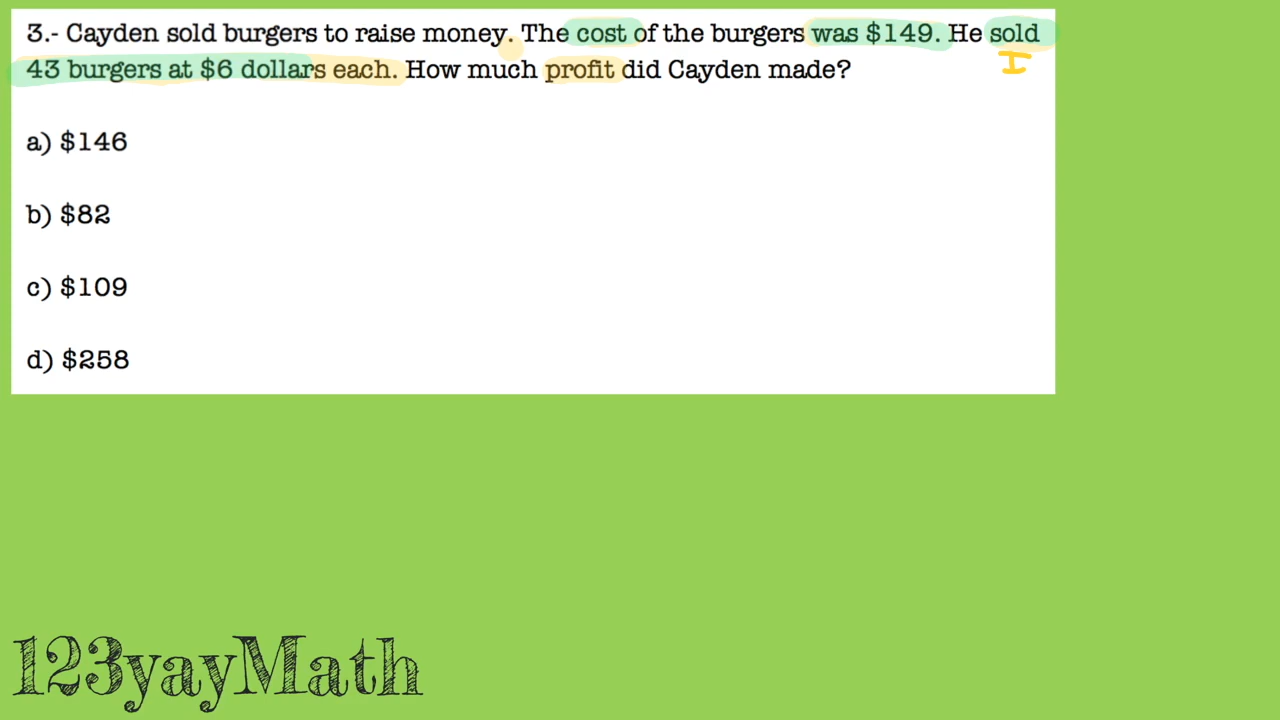 3.- Cayden sold burgers to raise money. The cost of the burgers was $149. He sold
43 burgers at $6 dollars each. How much profit did Cayden made?
I
a) $146
b) $82
c) $109
d) $258
123yayMath